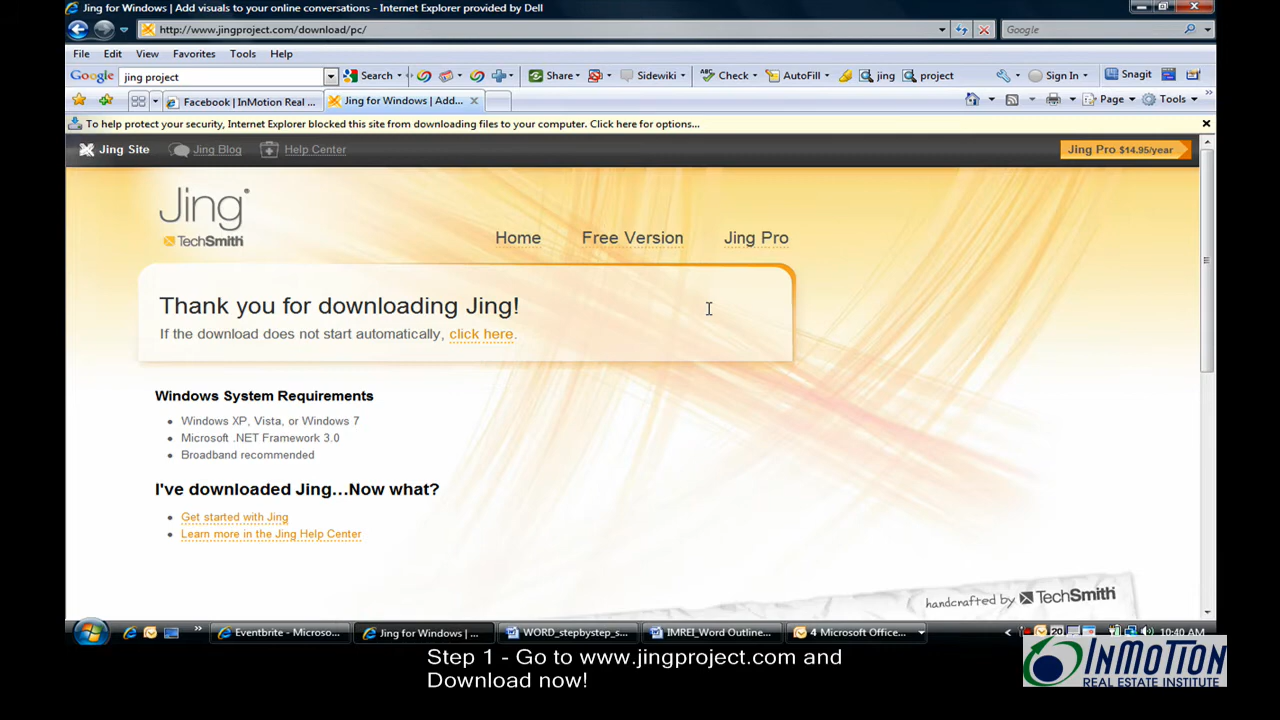 Jing for Windows | Add visuals to your online conversations - Internet Explorer provided by Dell
http://www.jingproject.com/download/pc/
Google
File Edit View Favorites Tools Help
Google jing project Search Share Sidewiki Check AutoFill jing project Sign In Snagit
Facebook | InMotion Real ... Jing for Windows | Add... Page Tools
To help protect your security, Internet Explorer blocked this site from downloading files to your computer. Click here for options...
Jing Site Jing Blog Help Center Jing Pro $14.95/year
Jing
TechSmith
Home Free Version Jing Pro
Thank you for downloading Jing!
If the download does not start automatically, click here.
Windows System Requirements
Windows XP, Vista, or Windows 7
Microsoft .NET Framework 3.0
Broadband recommended
I've downloaded Jing...Now what?
Get started with Jing
Learn more in the Jing Help Center
handcrafted by TechSmith
Eventbrite - Microso... Jing for Windows | ... WORD_stepbystep_s... IMREI_Word Outline... 4 Microsoft Office... 20 10:40 AM
Step 1 - Go to www.jingproject.com and
Download now!
INMOTION
REAL ESTATE INSTITUTE